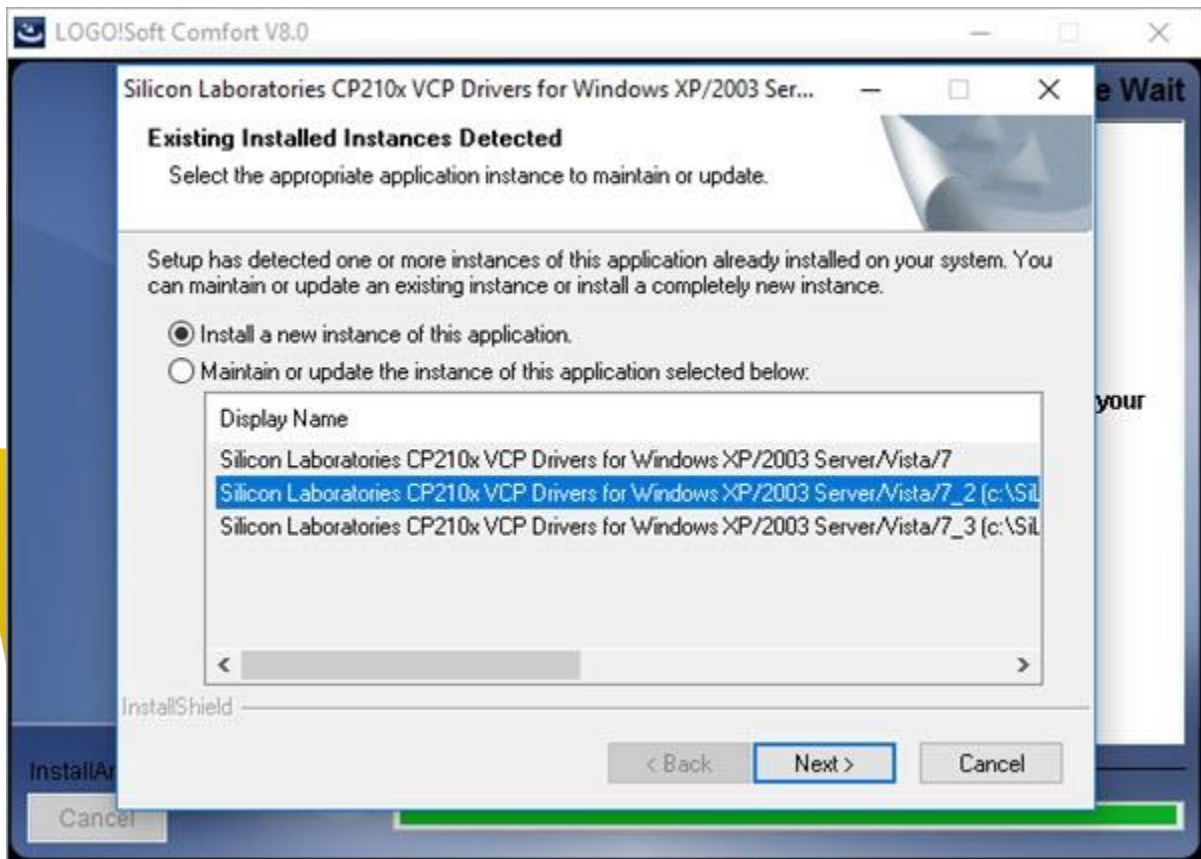 LOGO!Soft Comfort V8.0
Silicon Laboratories CP210x VCP Drivers for Windows XP/2003 Ser...
e Wait
Existing Installed Instances Detected
Select the appropriate application instance to maintain or update.
Setup has detected one or more instances of this application already installed on your system. You
can maintain or update an existing instance or install a completely new instance.
Install a new instance of this application.
Maintain or update the instance of this application selected below:
your
Display Name
Silicon Laboratories CP210x VCP Drivers for Windows XP/2003 Server/Vista/7
Silicon Laboratories CP210x VCP Drivers for Windows XP/2003 Server/Vista/7_2 (c:\SiL
Silicon Laboratories CP210x VCP Drivers for Windows XP/2003 Server/Vista/7_3 (c:\SiL
InstallShield
< Back
Next >
Cancel
InstallAn
Cancel